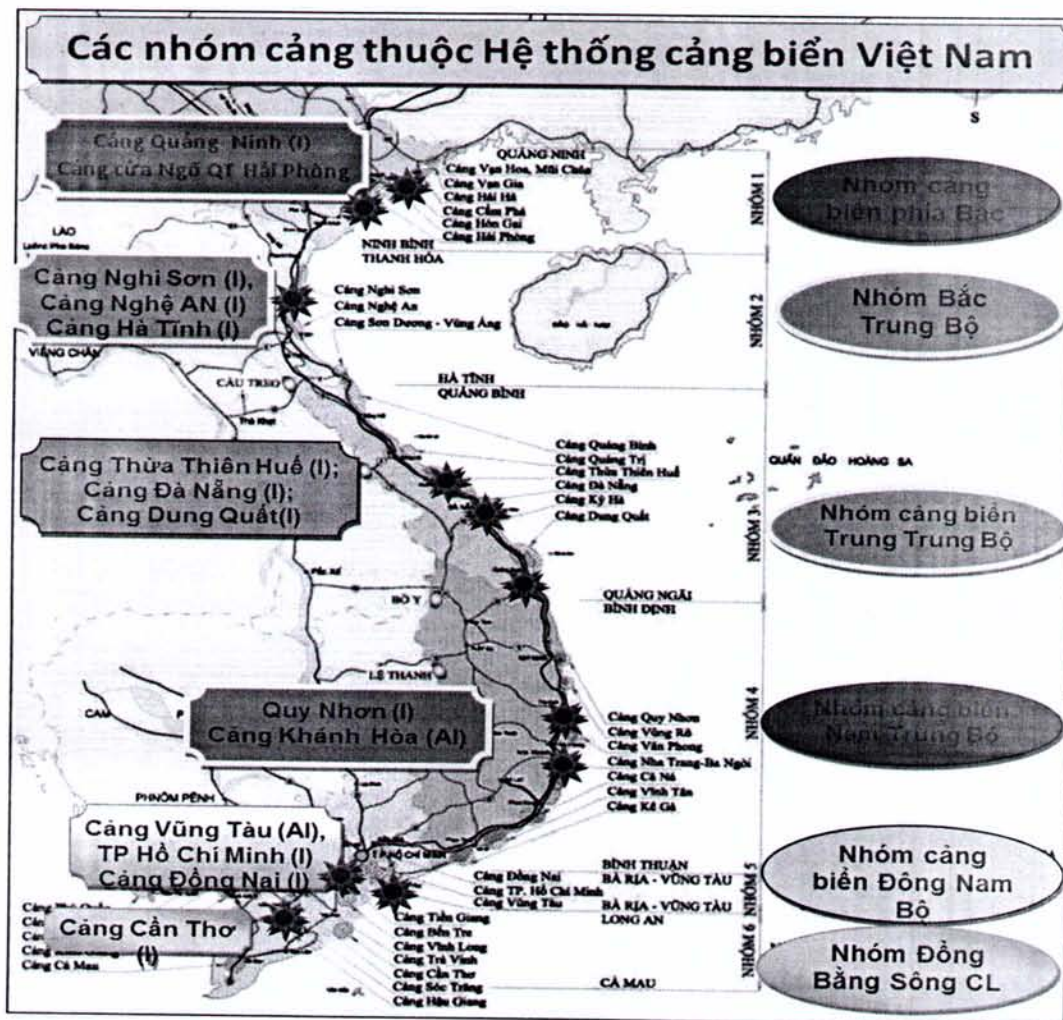 Các nhóm cảng thuộc Hệ thống cảng biển Việt Nam
S
Cảng Quảng Ninh (I)
Cảng cửa Ngõ QT Hải Phòng
QUẢNG NINH
Cảng Vạn Hoa, Mũi Chùa
Cảng Vạn Gia
Cảng Hải Hà
Cảng Cẩm Phả
Cảng Hòn Gai
Cảng Hải Phòng
NINH BÌNH
THANH HÓA
NHÓM 1
Nhóm cảng
biển phía Bắc
LÀO
Cảng Nghi Sơn (I),
Cảng Nghệ AN (I)
Cảng Hà Tĩnh (I)
Cảng Nghi Sơn
Cảng Nghệ An
Cảng Sơn Dương - Vũng Áng
ĐẢO HẢI NAM
NHÓM 2
Nhóm Bắc
Trung Bộ
VIÊNG CHĂN
CẦU TREO
HÀ TĨNH
QUẢNG BÌNH
Cảng Thừa Thiên Huế (I);
Cảng Đà Nẵng (I);
Cảng Dung Quất(I)
Cảng Quảng Bình
Cảng Quảng Trị
Cảng Thừa Thiên Huế
Cảng Đà Nẵng
Cảng Kỳ Hà
Cảng Dung Quất
QUẦN ĐẢO HOÀNG SA
NHÓM 3
Nhóm cảng biển
Trung Trung Bộ
BỜ Y
QUẢNG NGÃI
BÌNH ĐỊNH
LỆ THANH
CAM
P
Quy Nhơn (I)
Cảng Khánh Hòa (AI)
Cảng Quy Nhơn
Cảng Vũng Rô
Cảng Vân Phong
Cảng Nha Trang-Ba Ngòi
Cảng Cà Ná
Cảng Vĩnh Tân
Cảng Kê Gà
NHÓM 4
Nhóm cảng biển
Nam Trung Bộ
PHNÔM PÊNH
Cảng Vũng Tàu (AI),
TP Hồ Chí Minh (I)
Cảng Đồng Nai (I)
BÌNH THUẬN
BÀ RỊA - VŨNG TÀU
Cảng Đồng Nai
Cảng TP. Hồ Chí Minh
Cảng Vũng Tàu
BÀ RỊA - VŨNG TÀU
LONG AN
NHÓM 5
Nhóm cảng
biển Đông Nam
Bộ
Cảng Cần Thơ
(I)
Cảng Cà Mau
Cảng Tiền Giang
Cảng Bến Tre
Cảng Vĩnh Long
Cảng Trà Vinh
Cảng Cần Thơ
Cảng Sóc Trăng
Cảng Hậu Giang
CÀ MAU
NHÓM 6
Nhóm Đồng
Bằng Sông CL